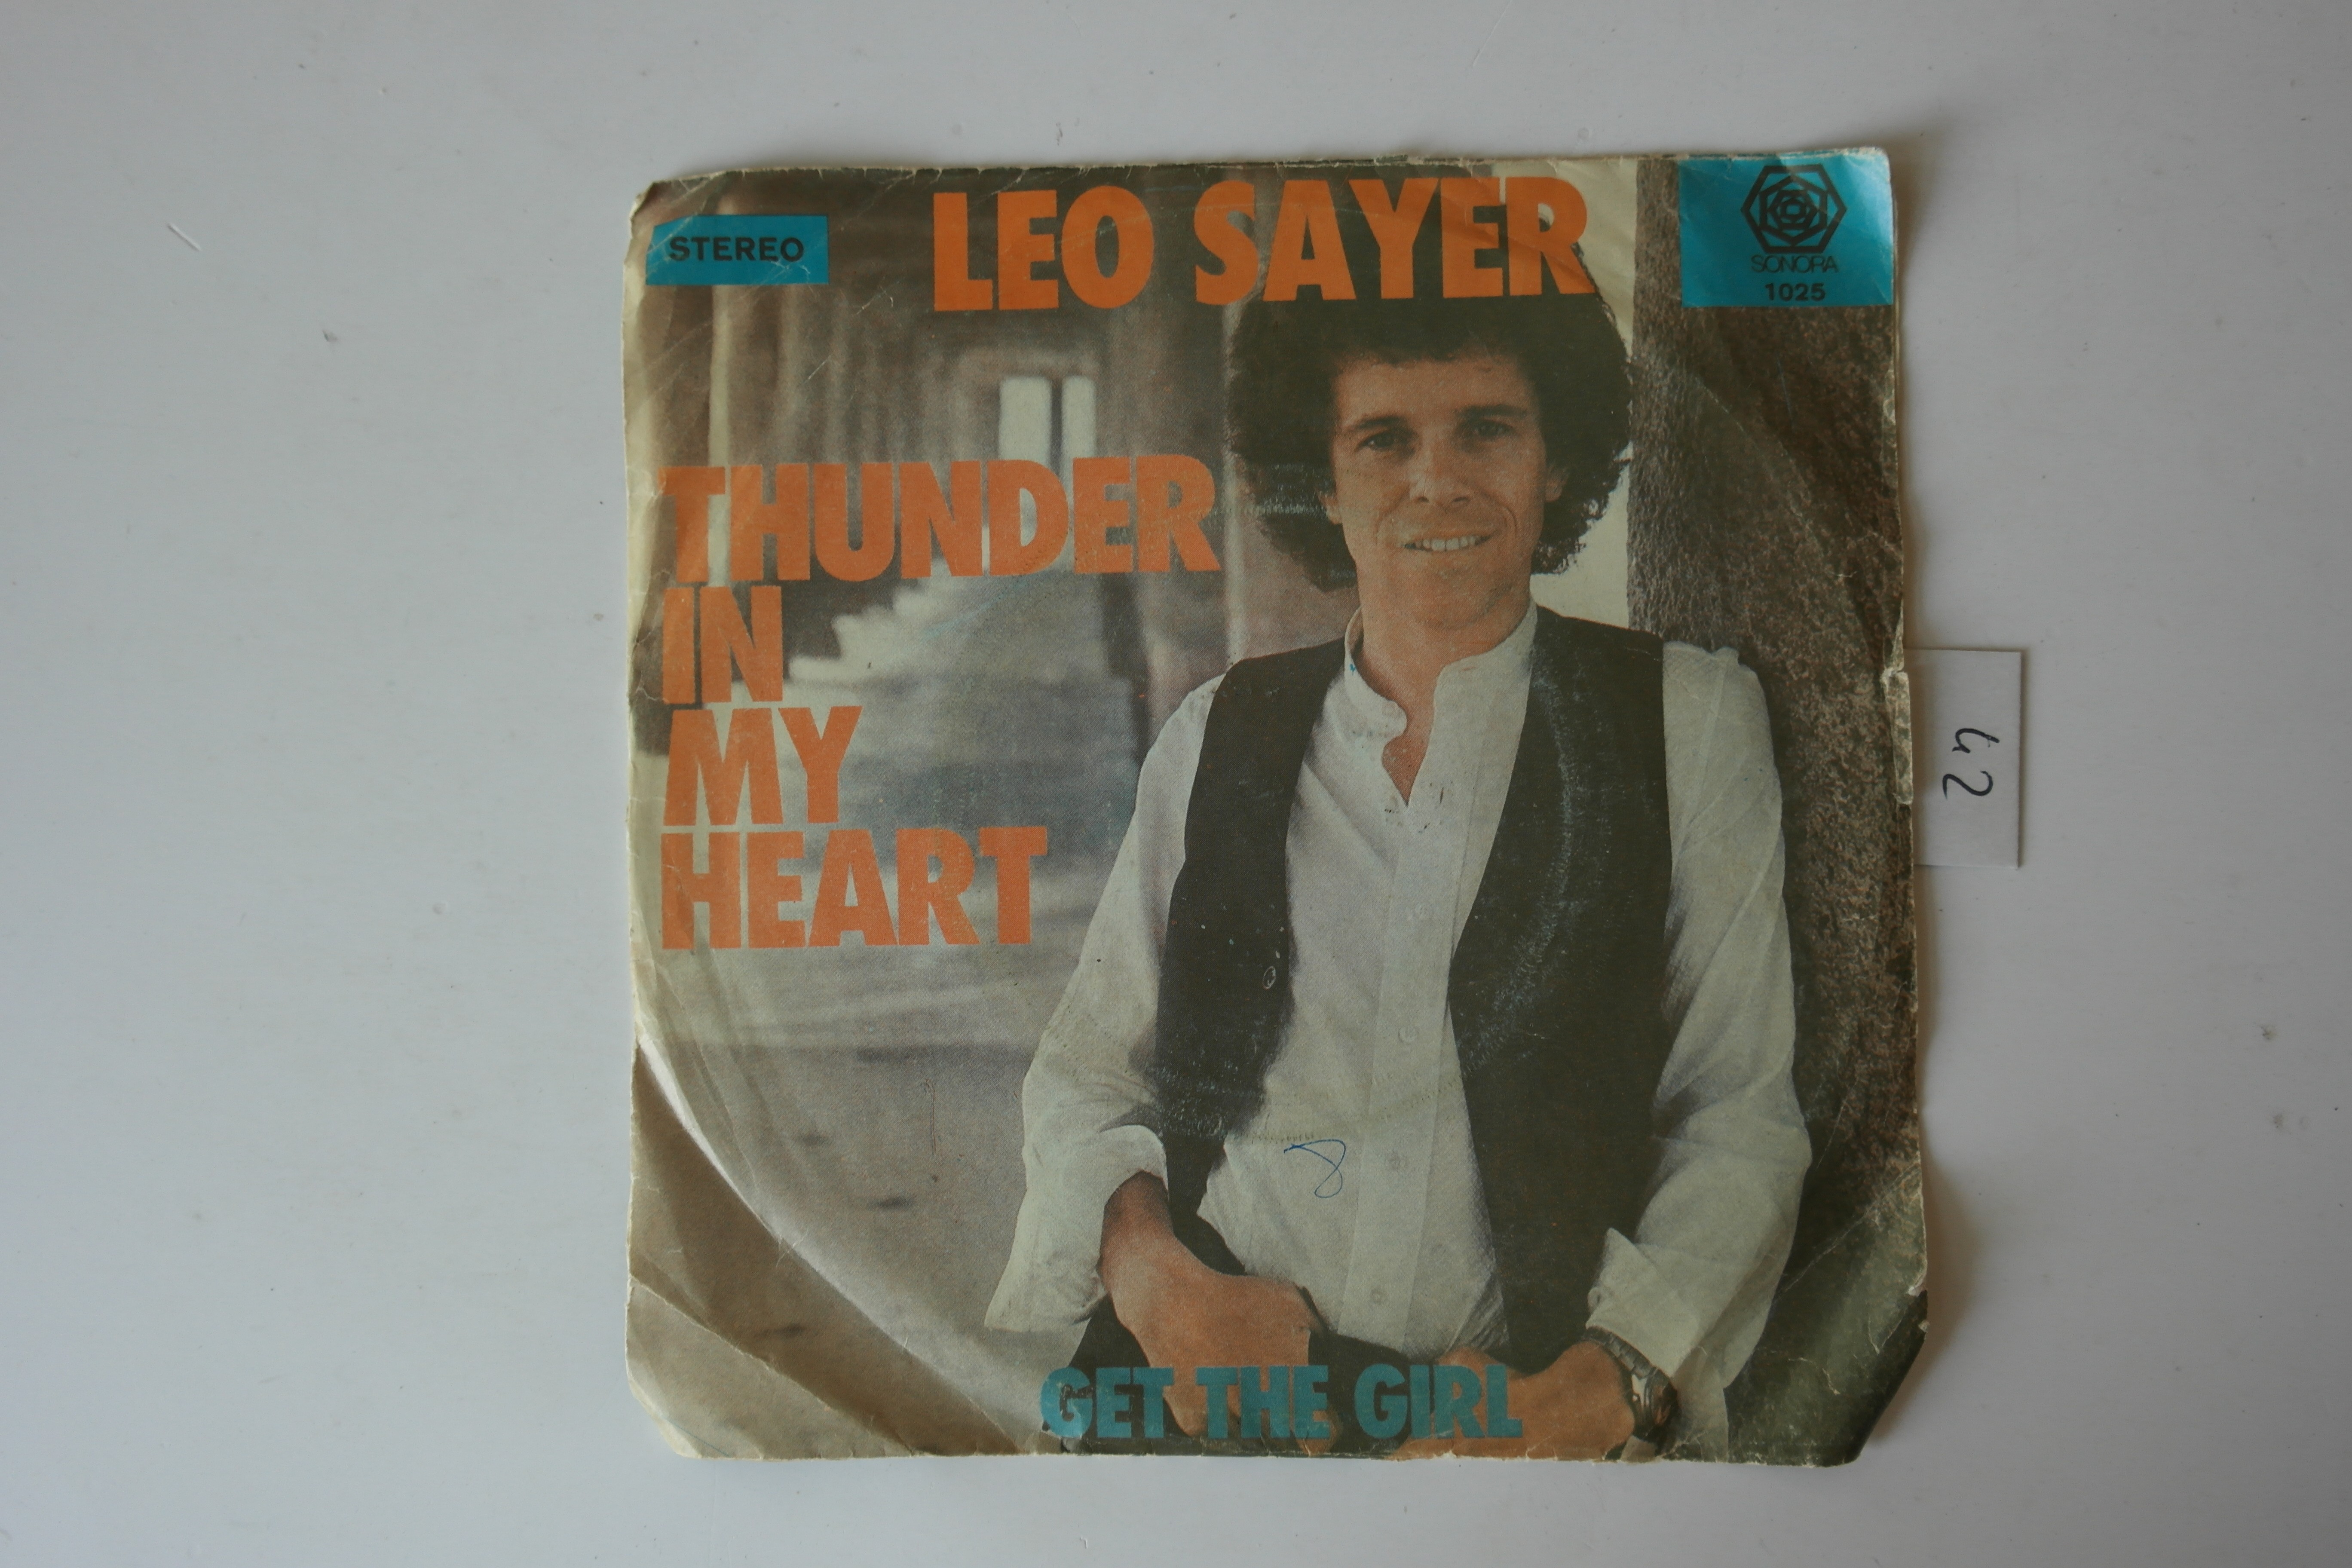 STEREO
LEO SAYER
SONORA
1025
THUNDER
IN
MY
HEART
42
GET THE GIRL